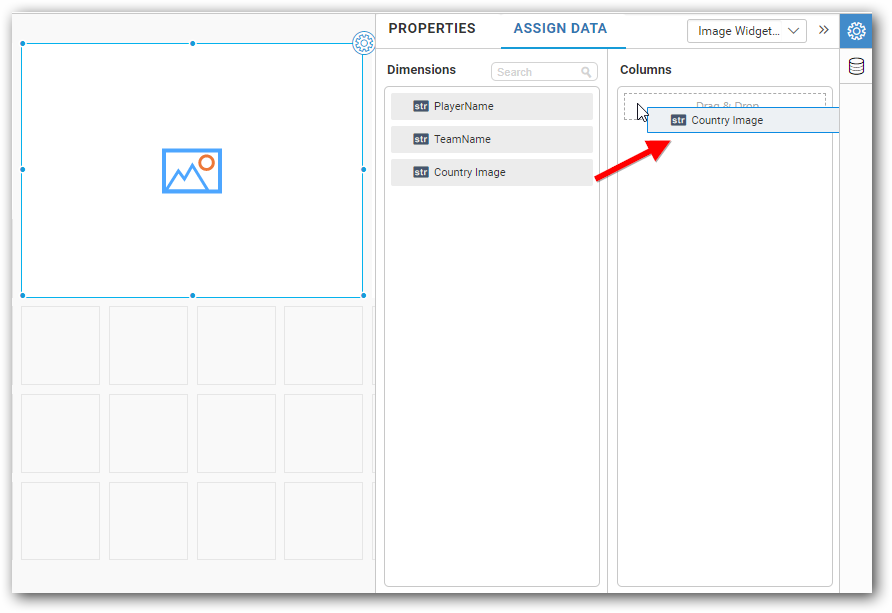 PROPERTIES
ASSIGN DATA
Image Widget...
Dimensions
Search
Columns
str PlayerName
str TeamName
str Country Image
Drag & Drop
str Country Image